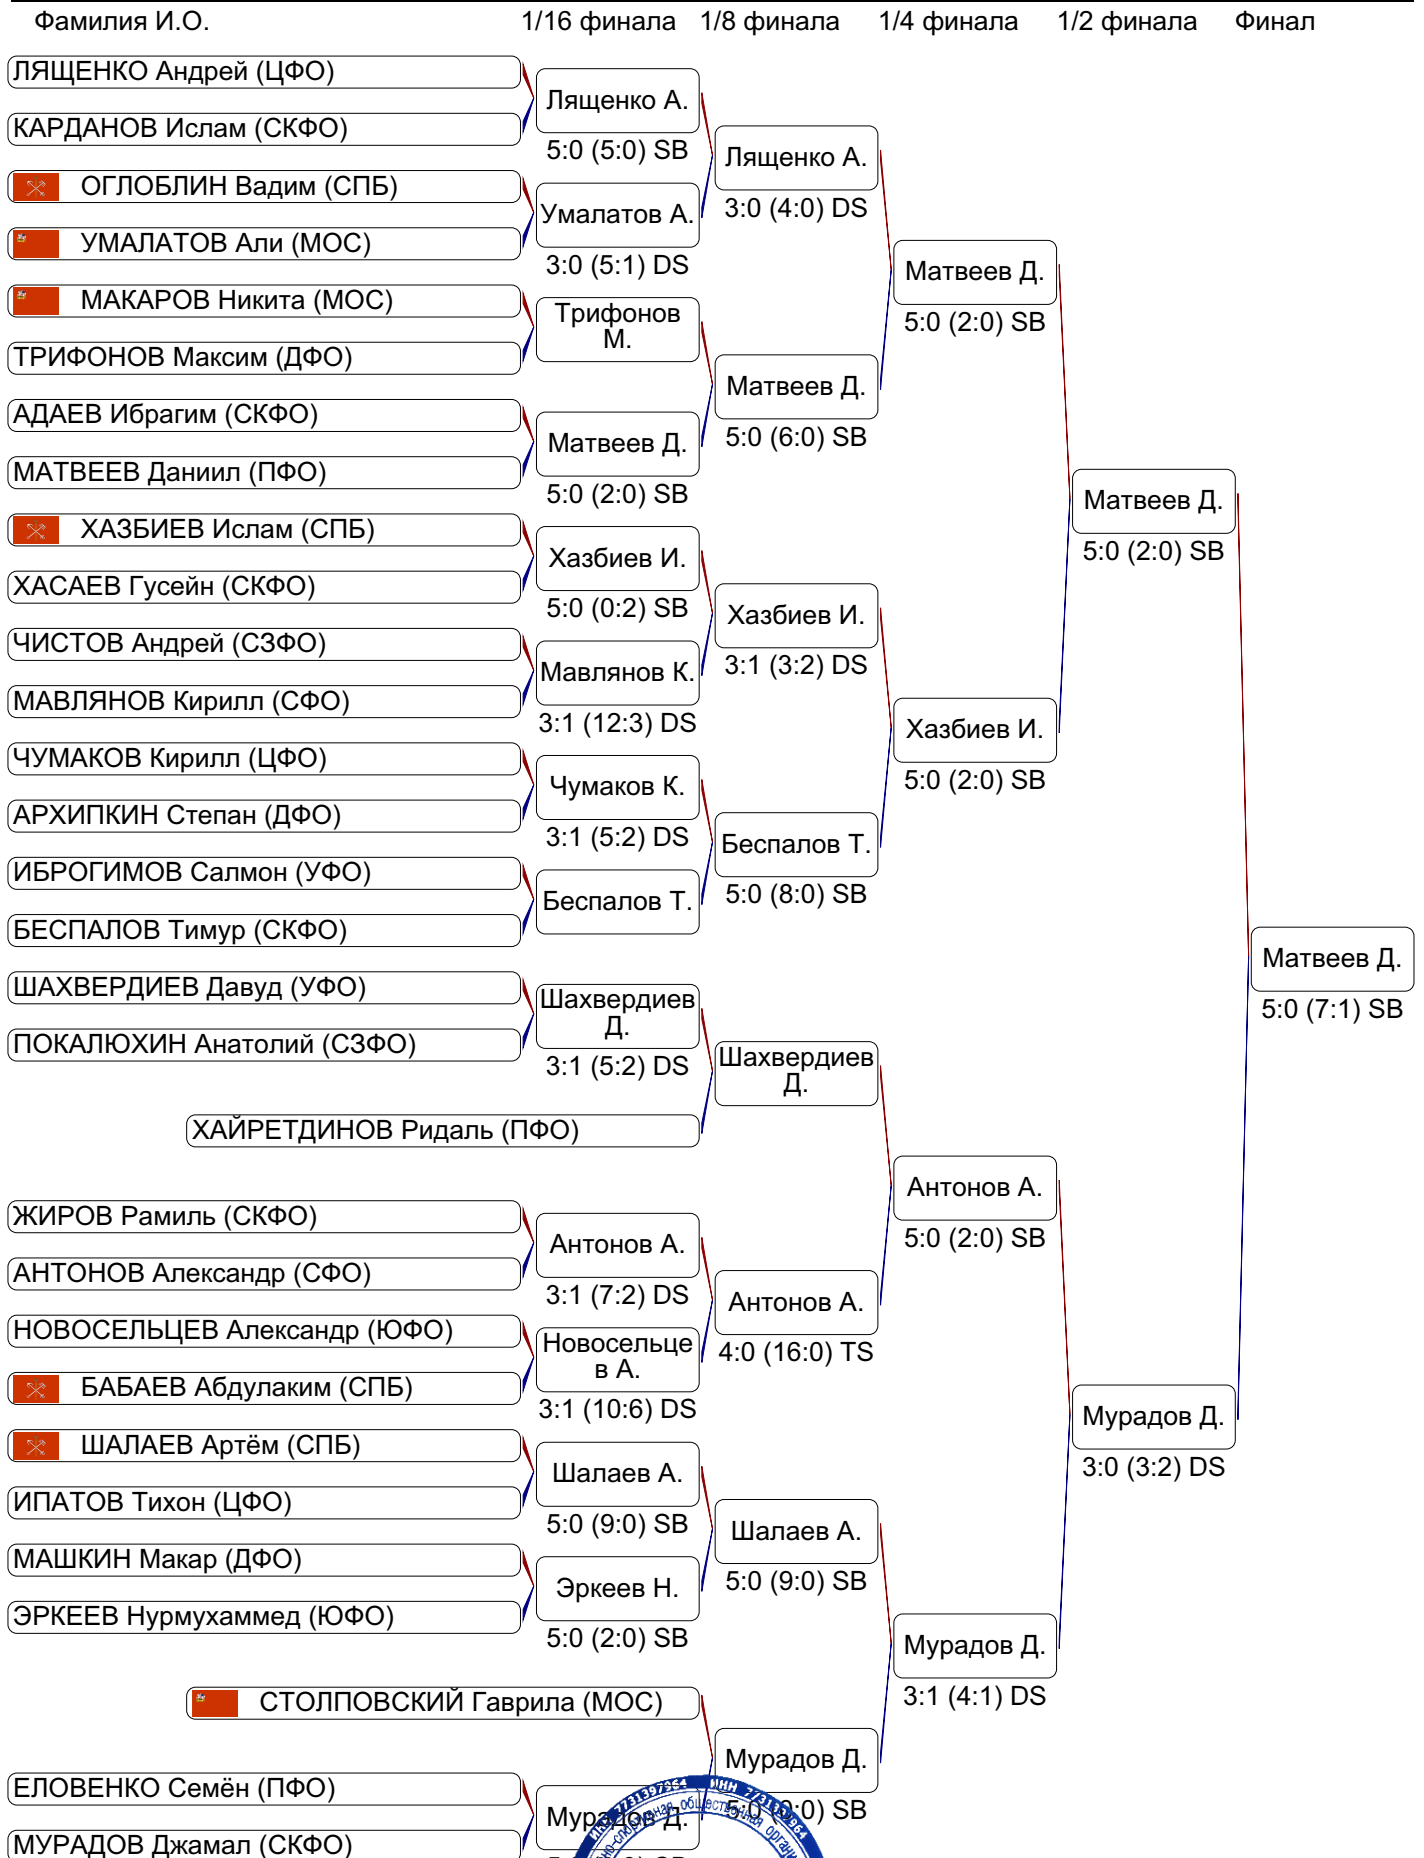 Фамилия И.О. 1/16 финала 1/8 финала 1/4 финала 1/2 финала Финал
ЛЯЩЕНКО Андрей (ЦФО)
Лященко А.
КАРДАНОВ Ислам (СКФО)
5:0 (5:0) SB
Лященко А.
ОГЛОБЛИН Вадим (СПБ)
3:0 (4:0) DS
Умалатов А.
УМАЛАТОВ Али (МОС)
3:0 (5:1) DS
Матвеев Д.
МАКАРОВ Никита (МОС)
5:0 (2:0) SB
Трифонов
М.
ТРИФОНОВ Максим (ДФО)
Матвеев Д.
АДАЕВ Ибрагим (СКФО)
5:0 (6:0) SB
Матвеев Д.
МАТВЕЕВ Даниил (ПФО)
5:0 (2:0) SB
Матвеев Д.
5:0 (2:0) SB
ХАЗБИЕВ Ислам (СПБ)
Хазбиев И.
ХАСАЕВ Гусейн (СКФО)
5:0 (0:2) SB
Хазбиев И.
ЧИСТОВ Андрей (СЗФО)
3:1 (3:2) DS
Мавлянов К.
МАВЛЯНОВ Кирилл (СФО)
3:1 (12:3) DS
Хазбиев И.
5:0 (2:0) SB
ЧУМАКОВ Кирилл (ЦФО)
Чумаков К.
АРХИПКИН Степан (ДФО)
3:1 (5:2) DS
Беспалов Т.
ИБРОГИМОВ Салмон (УФО)
5:0 (8:0) SB
Беспалов Т.
БЕСПАЛОВ Тимур (СКФО)
Матвеев Д.
5:0 (7:1) SB
ШАХВЕРДИЕВ Давуд (УФО)
Шахвердиев
Д.
ПОКАЛЮХИН Анатолий (СЗФО)
3:1 (5:2) DS
Шахвердиев
Д.
ХАЙРЕТДИНОВ Ридаль (ПФО)
Антонов А.
5:0 (2:0) SB
ЖИРОВ Рамиль (СКФО)
Антонов А.
АНТОНОВ Александр (СФО)
3:1 (7:2) DS
Антонов А.
4:0 (16:0) TS
НОВОСЕЛЬЦЕВ Александр (ЮФО)
Новосельце
в А.
БАБАЕВ Абдулаким (СПБ)
3:1 (10:6) DS
Мурадов Д.
3:0 (3:2) DS
ШАЛАЕВ Артём (СПБ)
Шалаев А.
ИПАТОВ Тихон (ЦФО)
5:0 (9:0) SB
Шалаев А.
5:0 (9:0) SB
МАШКИН Макар (ДФО)
Эркеев Н.
ЭРКЕЕВ Нурмухаммед (ЮФО)
5:0 (2:0) SB
Мурадов Д.
3:1 (4:1) DS
СТОЛПОВСКИЙ Гаврила (МОС)
Мурадов Д.
:0) SB
ЕЛОВЕНКО Семён (ПФО)
Мурадов Д.
МУРАДОВ Джамал (СКФО)
ИНН
общественная